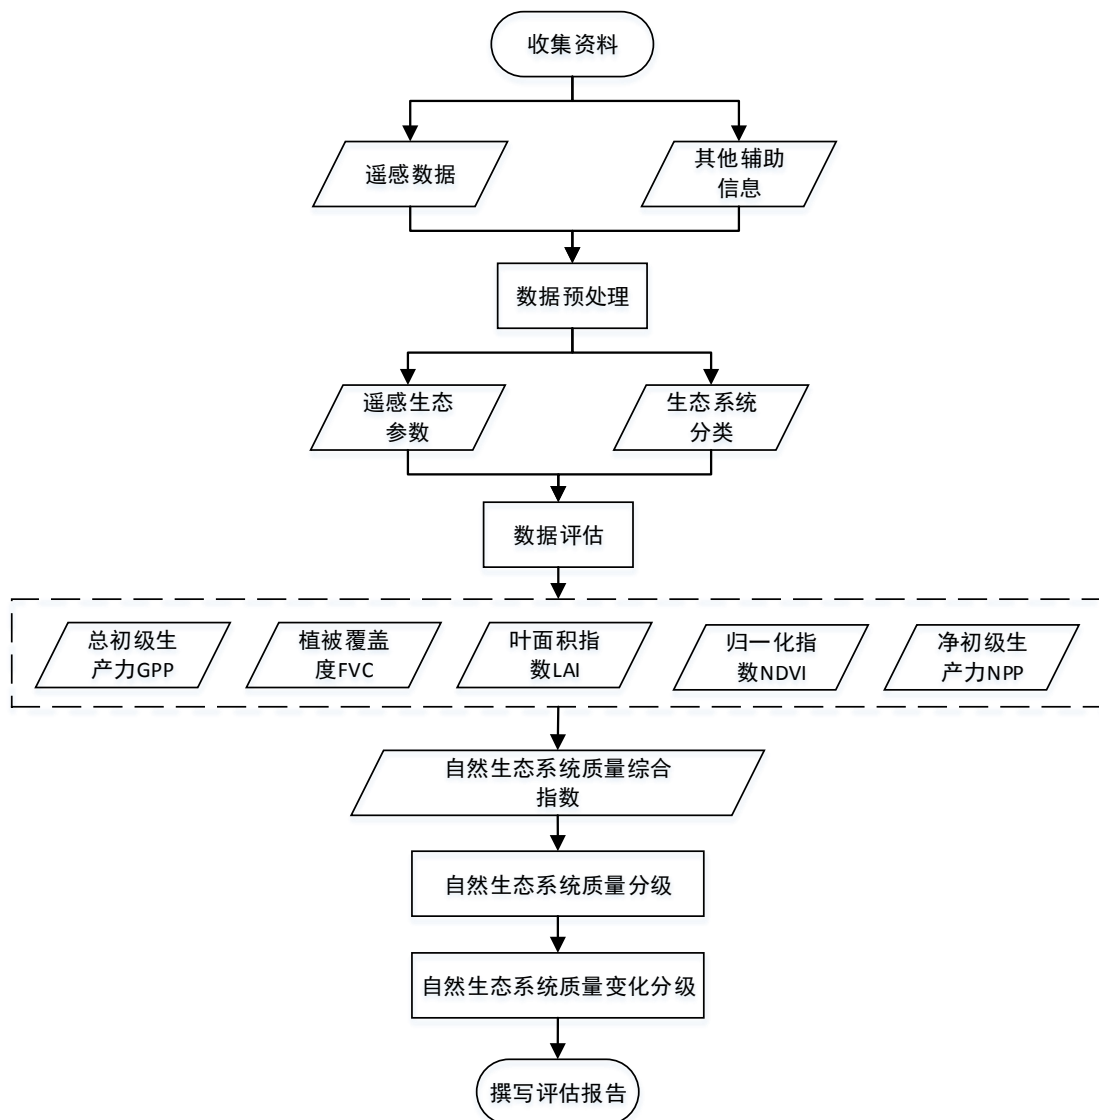 收集资料
遥感数据
其他辅助
信息
数据预处理
遥感生态
参数
生态系统
分类
数据评估
总初级生
产力GPP
植被覆盖
度FVC
叶面积指
数LAI
归一化指
数NDVI
净初级生
产力NPP
自然生态系统质量综合
指数
自然生态系统质量分级
自然生态系统质量变化分级
撰写评估报告